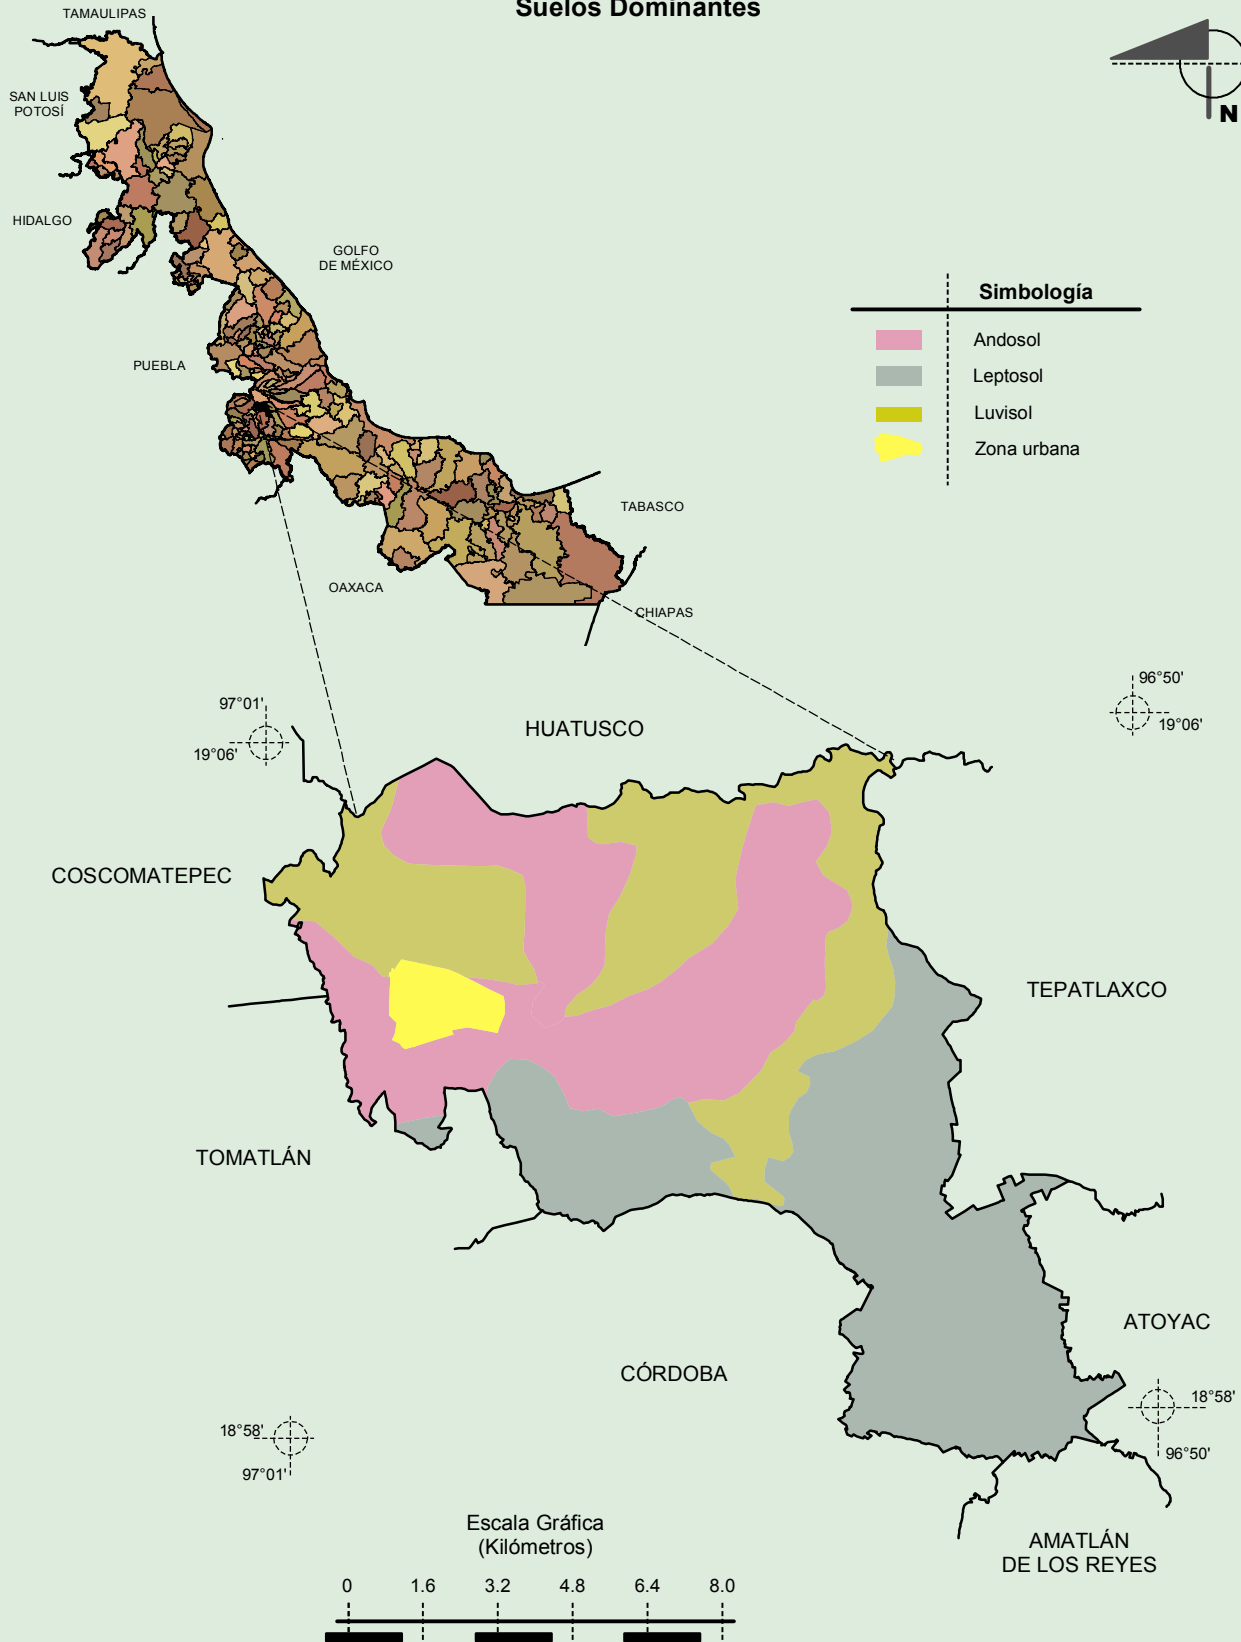 Suelos Dominantes
TAMAULIPAS
SAN LUIS
POTOSÍ
HIDALGO
GOLFO
DE MÉXICO
PUEBLA
TABASCO
OAXACA
CHIAPAS
N
Simbología
Andosol
Leptosol
Luvisol
Zona urbana
97°01'
19°06'
96°50'
19°06'
HUATUSCO
COSCOMATEPEC
TEPATLAXCO
TOMATLÁN
ATOYAC
CÓRDOBA
18°58'
97°01'
18°58'
96°50'
AMATLÁN
DE LOS REYES
Escala Gráfica
(Kilómetros)
0 1.6 3.2 4.8 6.4 8.0